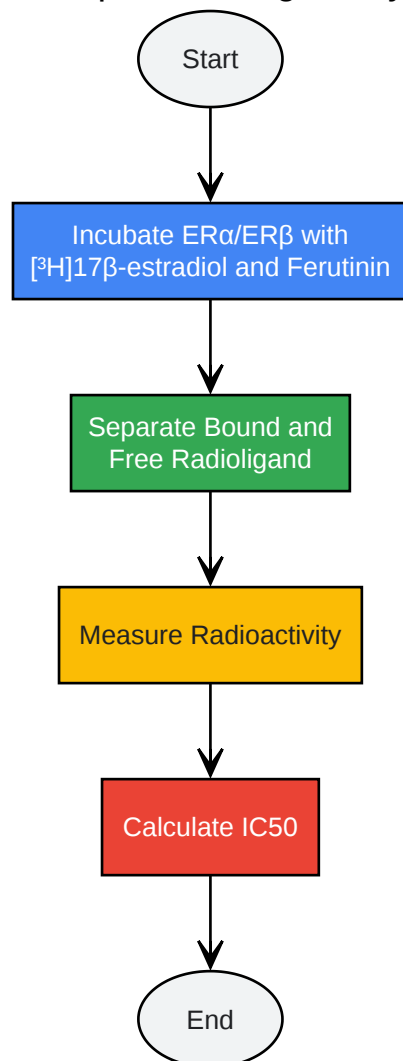 Start
Incubate ERα/ERβ with
[³H]17β-estradiol and Ferutinin
Separate Bound and
Free Radioligand
Measure Radioactivity
Calculate IC50
End